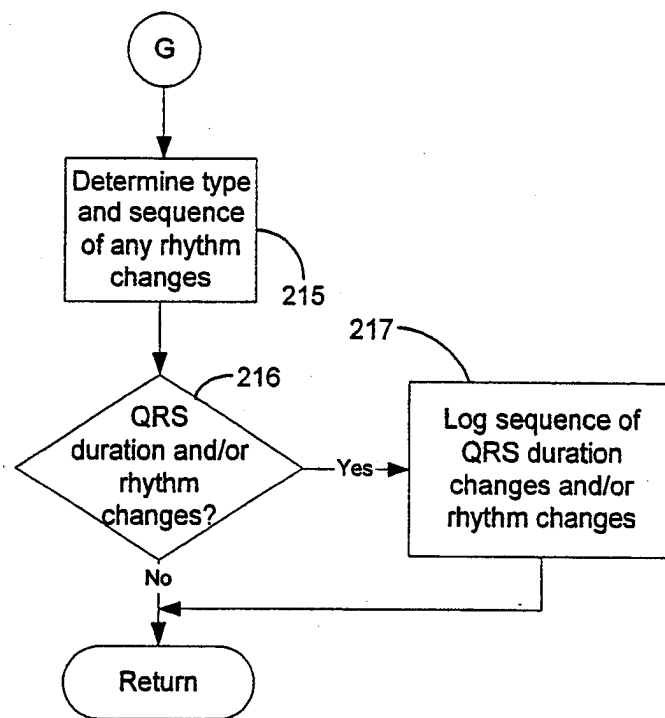 G
Determine type
and sequence
of any rhythm
changes
215
216
217
QRS
duration and/or
rhythm
changes?
Yes
Log sequence of
QRS duration
changes and/or
rhythm changes
No
Return